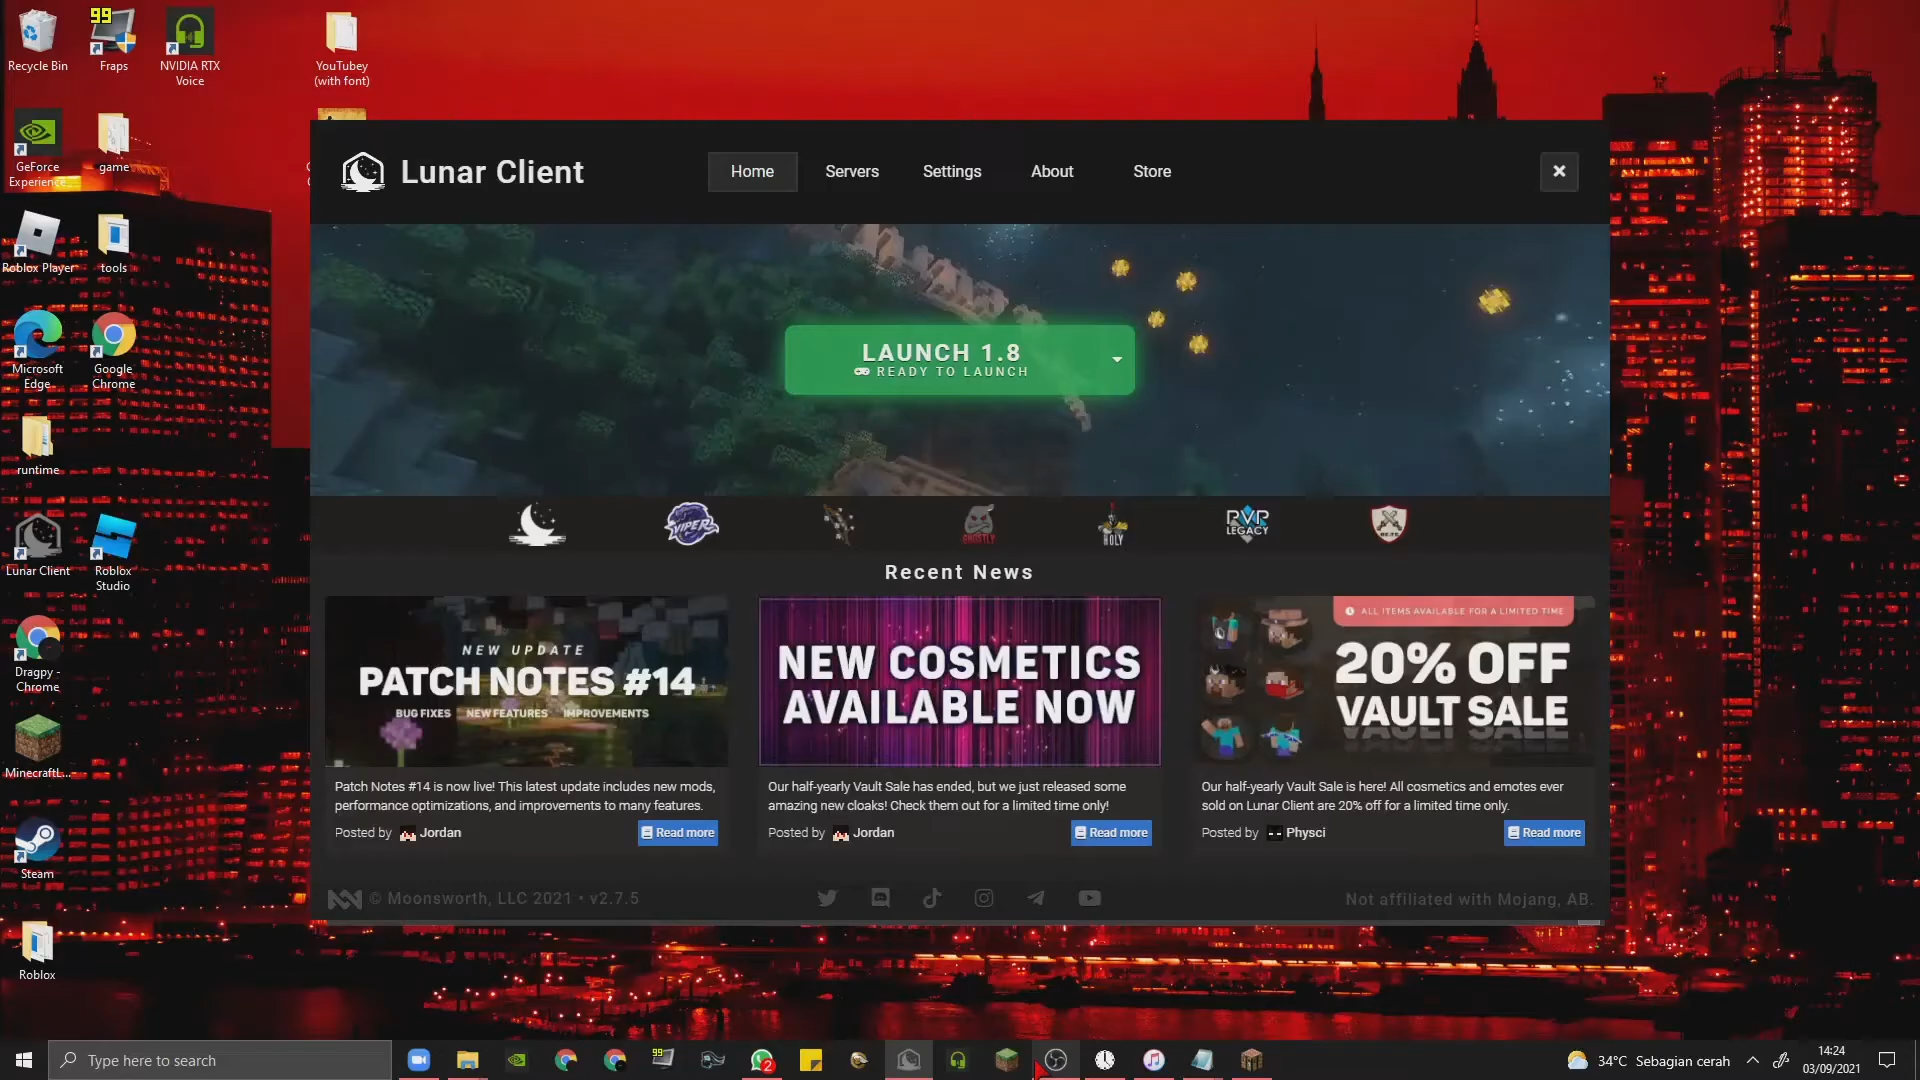 99
Recycle Bin
Fraps
NVIDIA RTX
Voice
YouTubey
(with font)
GeForce
Experience
game
Roblox Player
tools
Microsoft
Edge
Google
Chrome
runtime
Lunar Client
Roblox
Studio
Dragpy -
Chrome
MinecraftL...
Steam
Roblox
Lunar Client
Home
Servers
Settings
About
Store
LAUNCH 1.8
READY TO LAUNCH
VIPER
GHOSTLY
HOLY
PVP
LEGACY
Recent News
NEW UPDATE
PATCH NOTES #14
BUG FIXES NEW FEATURES IMPROVEMENTS
Patch Notes #14 is now live! This latest update includes new mods,
performance optimizations, and improvements to many features.
Posted by Jordan
Read more
NEW COSMETICS
AVAILABLE NOW
Our half-yearly Vault Sale has ended, but we just released some
amazing new cloaks! Check them out for a limited time only!
Posted by Jordan
Read more
ALL ITEMS AVAILABLE FOR A LIMITED TIME
20% OFF
VAULT SALE
Our half-yearly Vault Sale is here! All cosmetics and emotes ever
sold on Lunar Client are 20% off for a limited time only.
Posted by Physci
Read more
© Moonsworth, LLC 2021 • v2.7.5
Not affiliated with Mojang, AB.
Type here to search
99
2
34°C Sebagian cerah
14:24
03/09/2021